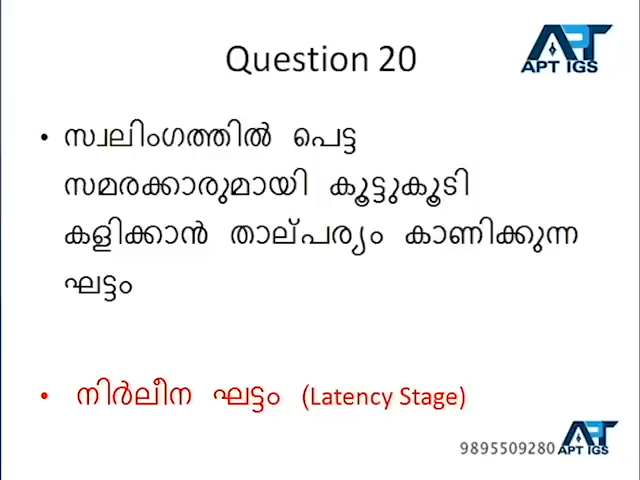 Question 20
APT IGS
• സ്വലിംഗത്തിൽ പെട്ട
സമരക്കാരുമായി കൂട്ടുകൂടി
കളിക്കാൻ താല്പര്യം കാണിക്കുന്ന
ഘട്ടം
• നിർലീന ഘട്ടം (Latency Stage)
9895509280
APT IGS